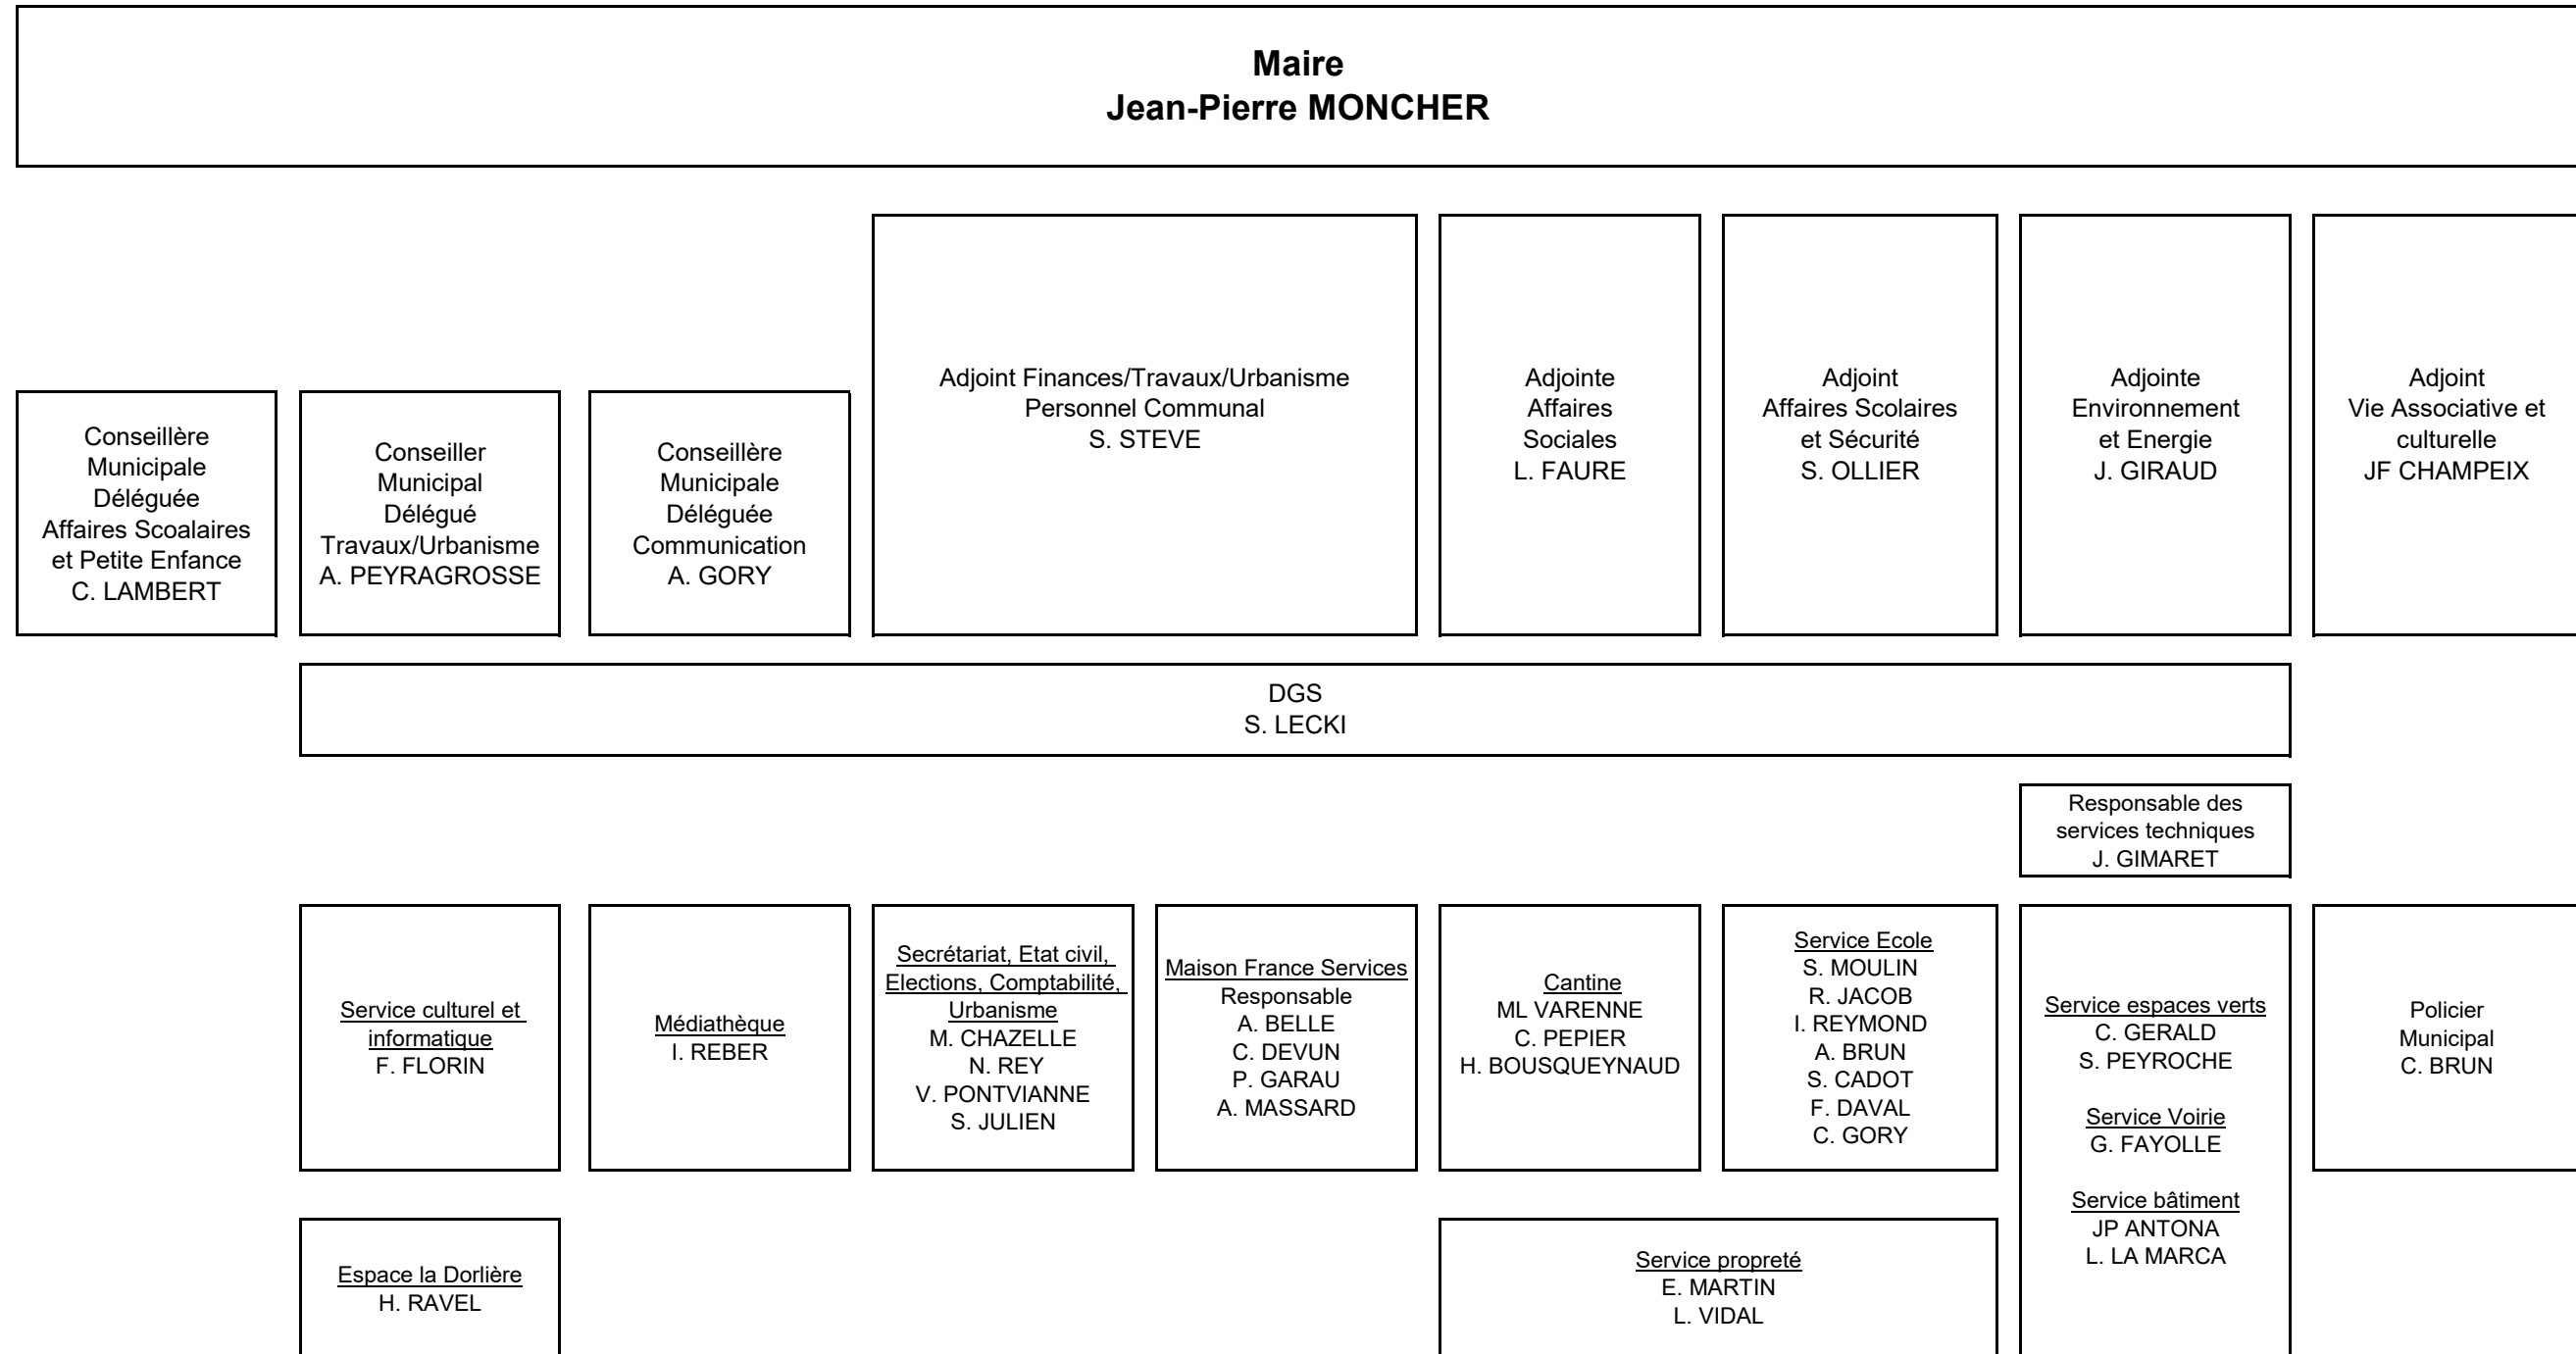 Maire
Jean-Pierre MONCHER
Conseillère
Municipale
Déléguée
Affaires Scoalaires
et Petite Enfance
C. LAMBERT
Conseiller
Municipal
Délégué
Travaux/Urbanisme
A. PEYRAGROSSE
Conseillère
Municipale
Déléguée
Communication
A. GORY
Adjoint Finances/Travaux/Urbanisme
Personnel Communal
S. STEVE
Adjointe
Affaires
Sociales
L. FAURE
Adjoint
Affaires Scolaires
et Sécurité
S. OLLIER
Adjointe
Environnement
et Energie
J. GIRAUD
Adjoint
Vie Associative et
culturelle
JF CHAMPEIX
DGS
S. LECKI
Responsable des
services techniques
J. GIMARET
Service culturel et
informatique
F. FLORIN
Médiathèque
I. REBER
Secrétariat, Etat civil,
Elections, Comptabilité,
Urbanisme
M. CHAZELLE
N. REY
V. PONTVIANNE
S. JULIEN
Maison France Services
Responsable
A. BELLE
C. DEVUN
P. GARAU
A. MASSARD
Cantine
ML VARENNE
C. PEPIER
H. BOUSQUEYNAUD
Service Ecole
S. MOULIN
R. JACOB
I. REYMOND
A. BRUN
S. CADOT
F. DAVAL
C. GORY
Service espaces verts
C. GERALD
S. PEYROCHE
Service Voirie
G. FAYOLLE
Service bâtiment
JP ANTONA
L. LA MARCA
Policier
Municipal
C. BRUN
Espace la Dorlière
H. RAVEL
Service propreté
E. MARTIN
L. VIDAL